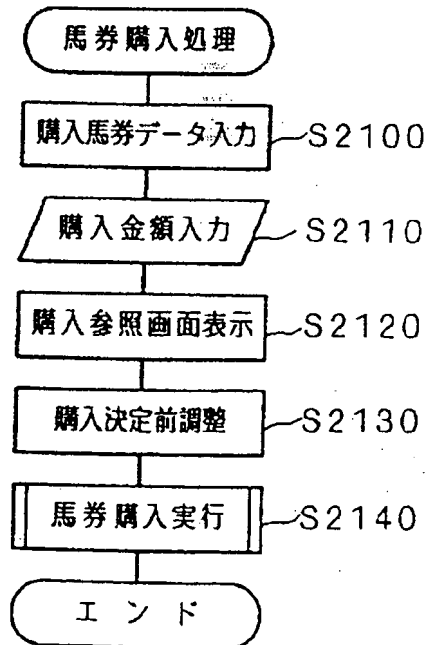 馬券購入処理
購入馬券データ入力 S2100
購入金額入力 S2110
購入参照画面表示 S2120
購入決定前調整 S2130
馬券購入実行 S2140
エンド